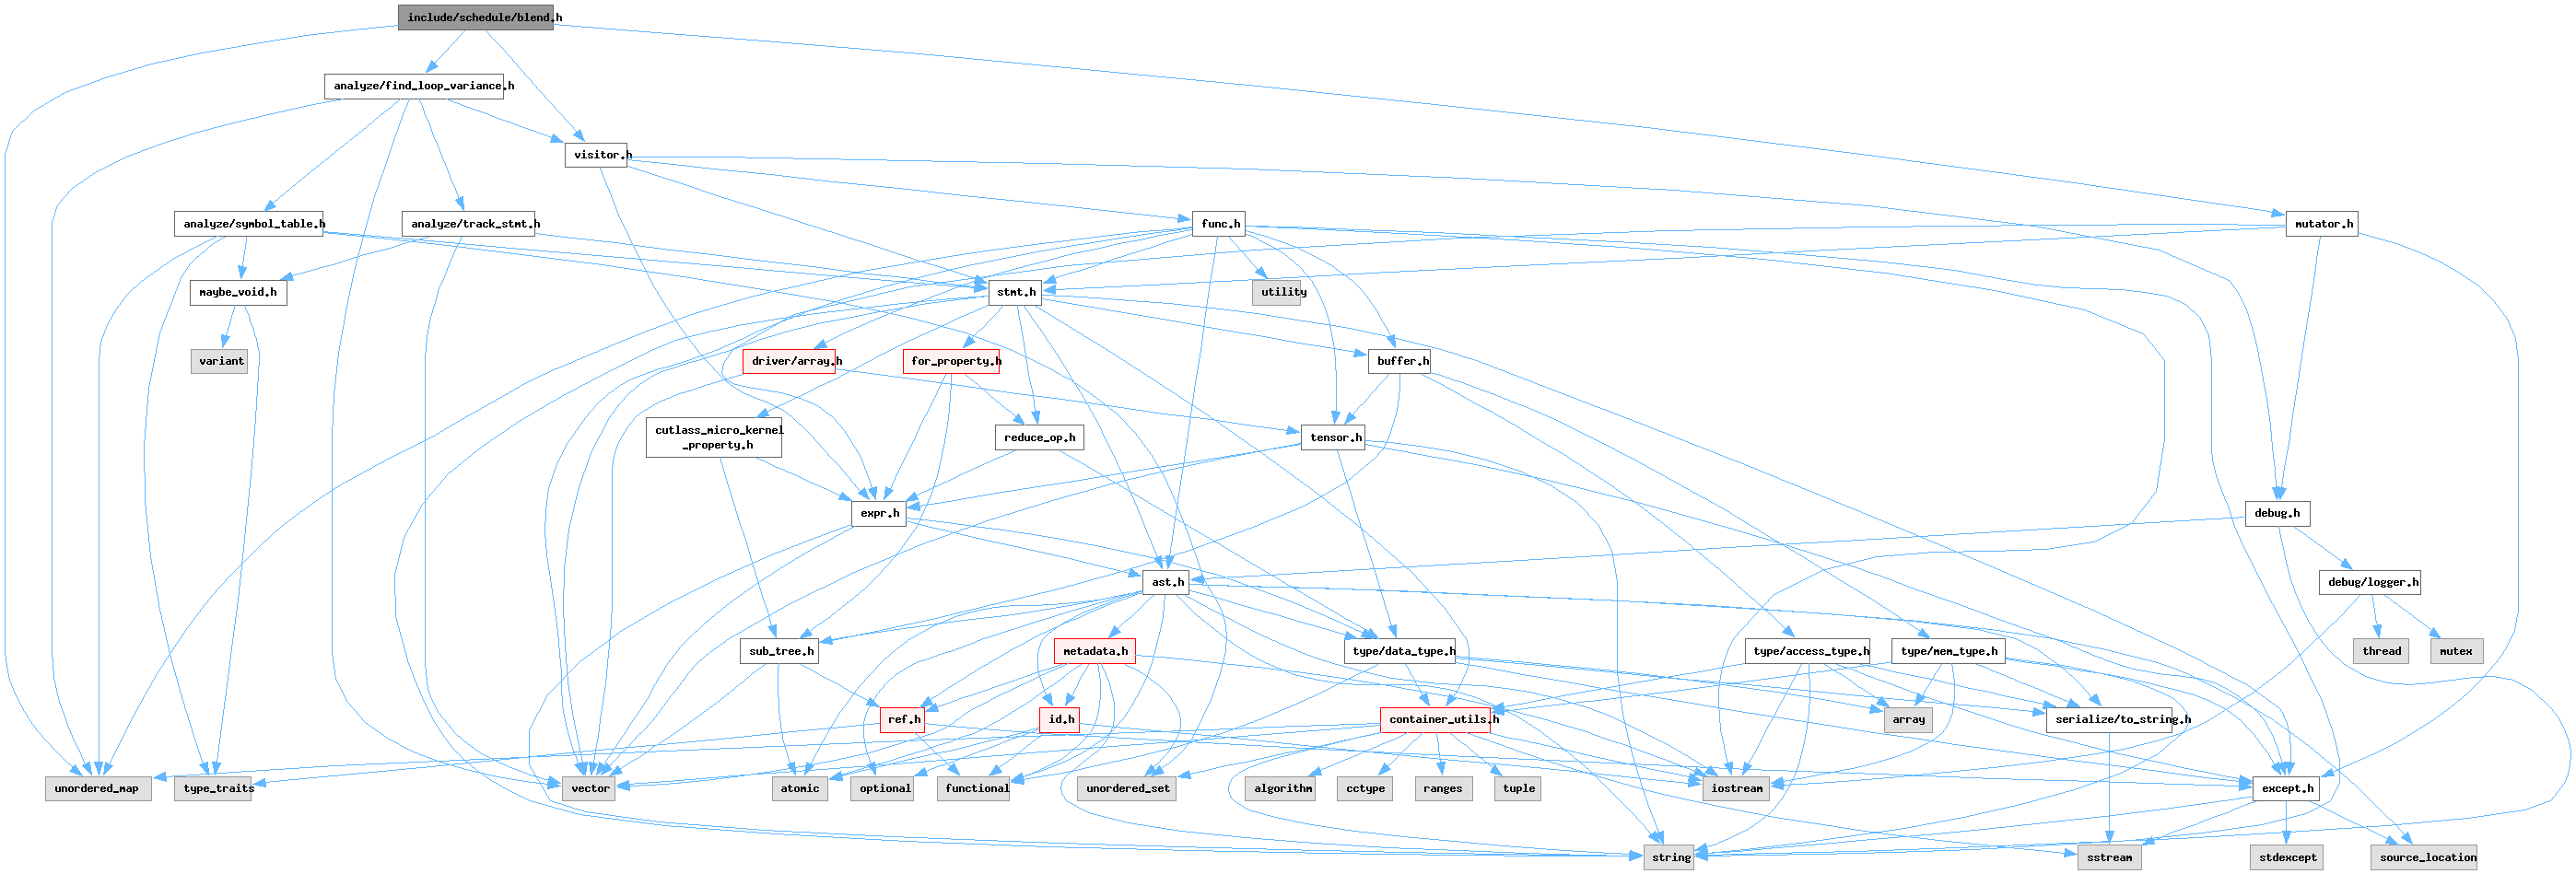 include/schedule/blend.h
analyze/find_loop_variance.h
visitor.h
analyze/symbol_table.h
analyze/track_stmt.h
func.h
mutator.h
maybe_void.h
stmt.h
utility
variant
driver/array.h
for_property.h
buffer.h
cutlass_micro_kernel
_property.h
reduce_op.h
tensor.h
expr.h
debug.h
ast.h
debug/logger.h
sub_tree.h
metadata.h
type/data_type.h
type/access_type.h
type/mem_type.h
thread
mutex
ref.h
id.h
container_utils.h
array
serialize/to_string.h
unordered_map
type_traits
vector
atomic
optional
functional
unordered_set
algorithm
cctype
ranges
tuple
iostream
except.h
string
sstream
stdexcept
source_location